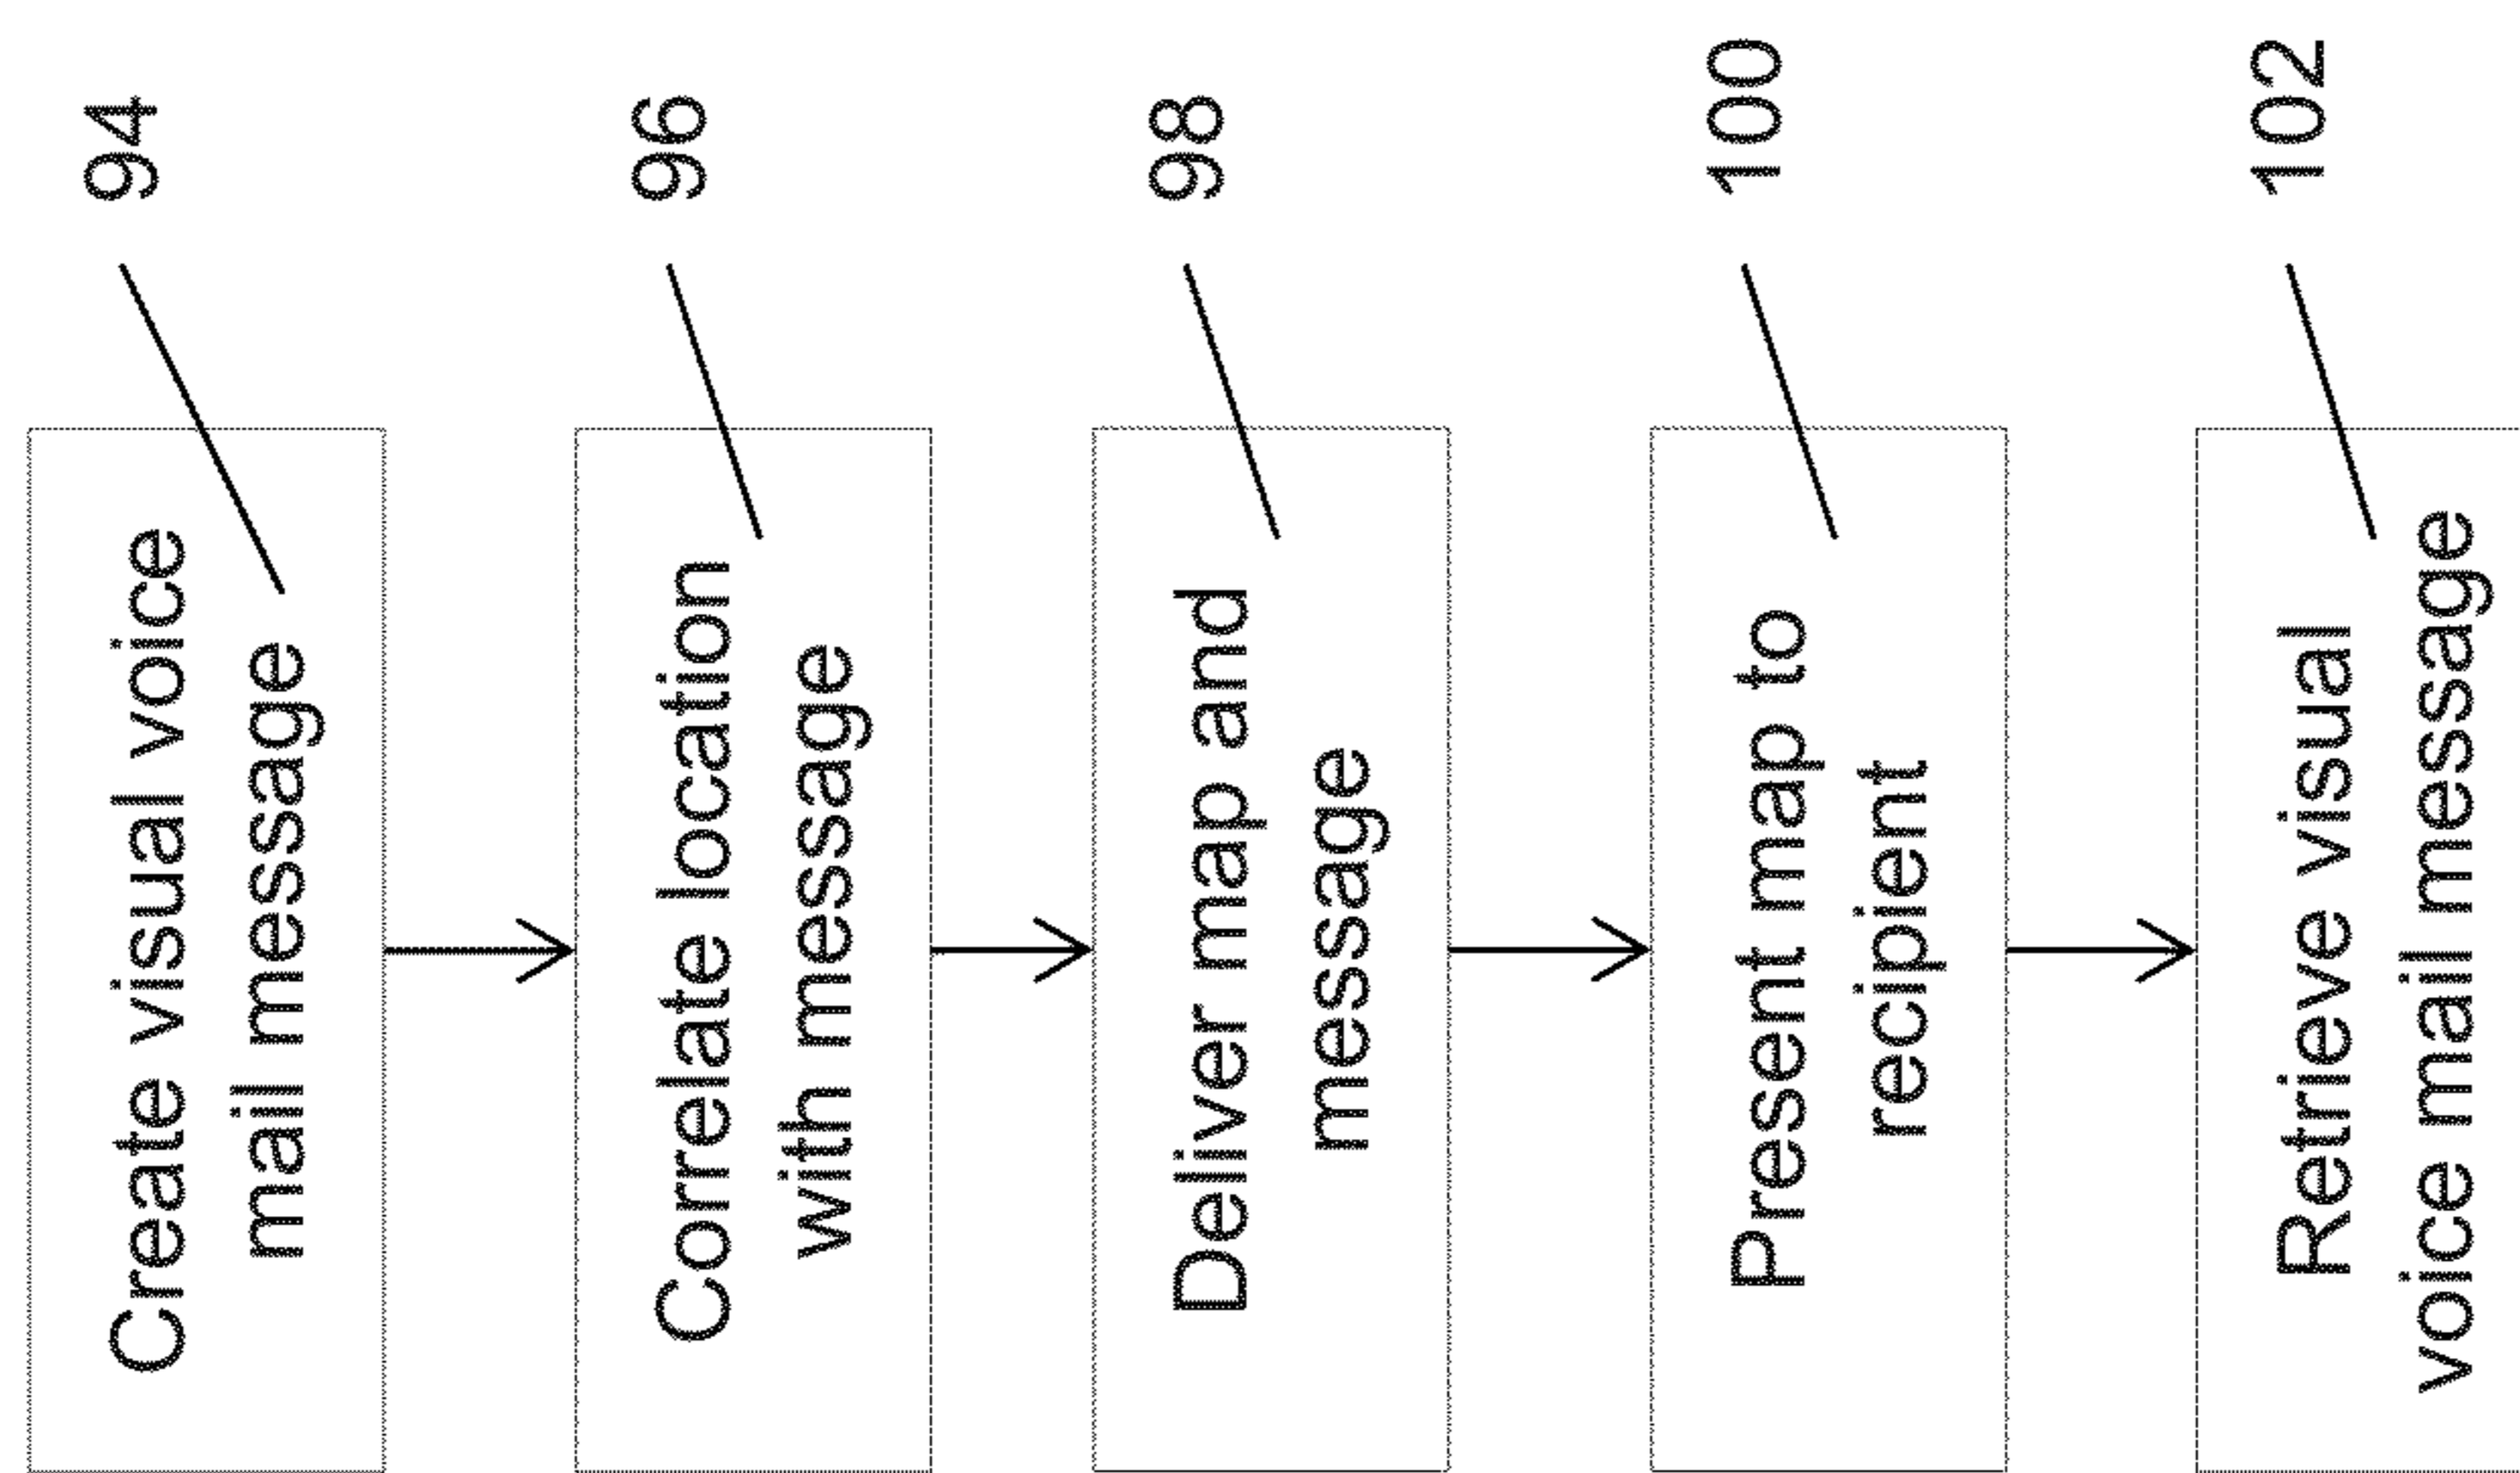 Create visual voice
mail message
94
Correlate location
with message
96
Deliver map and
message
98
Present map to
recipient
100
Retrieve visual
voice mail message
102